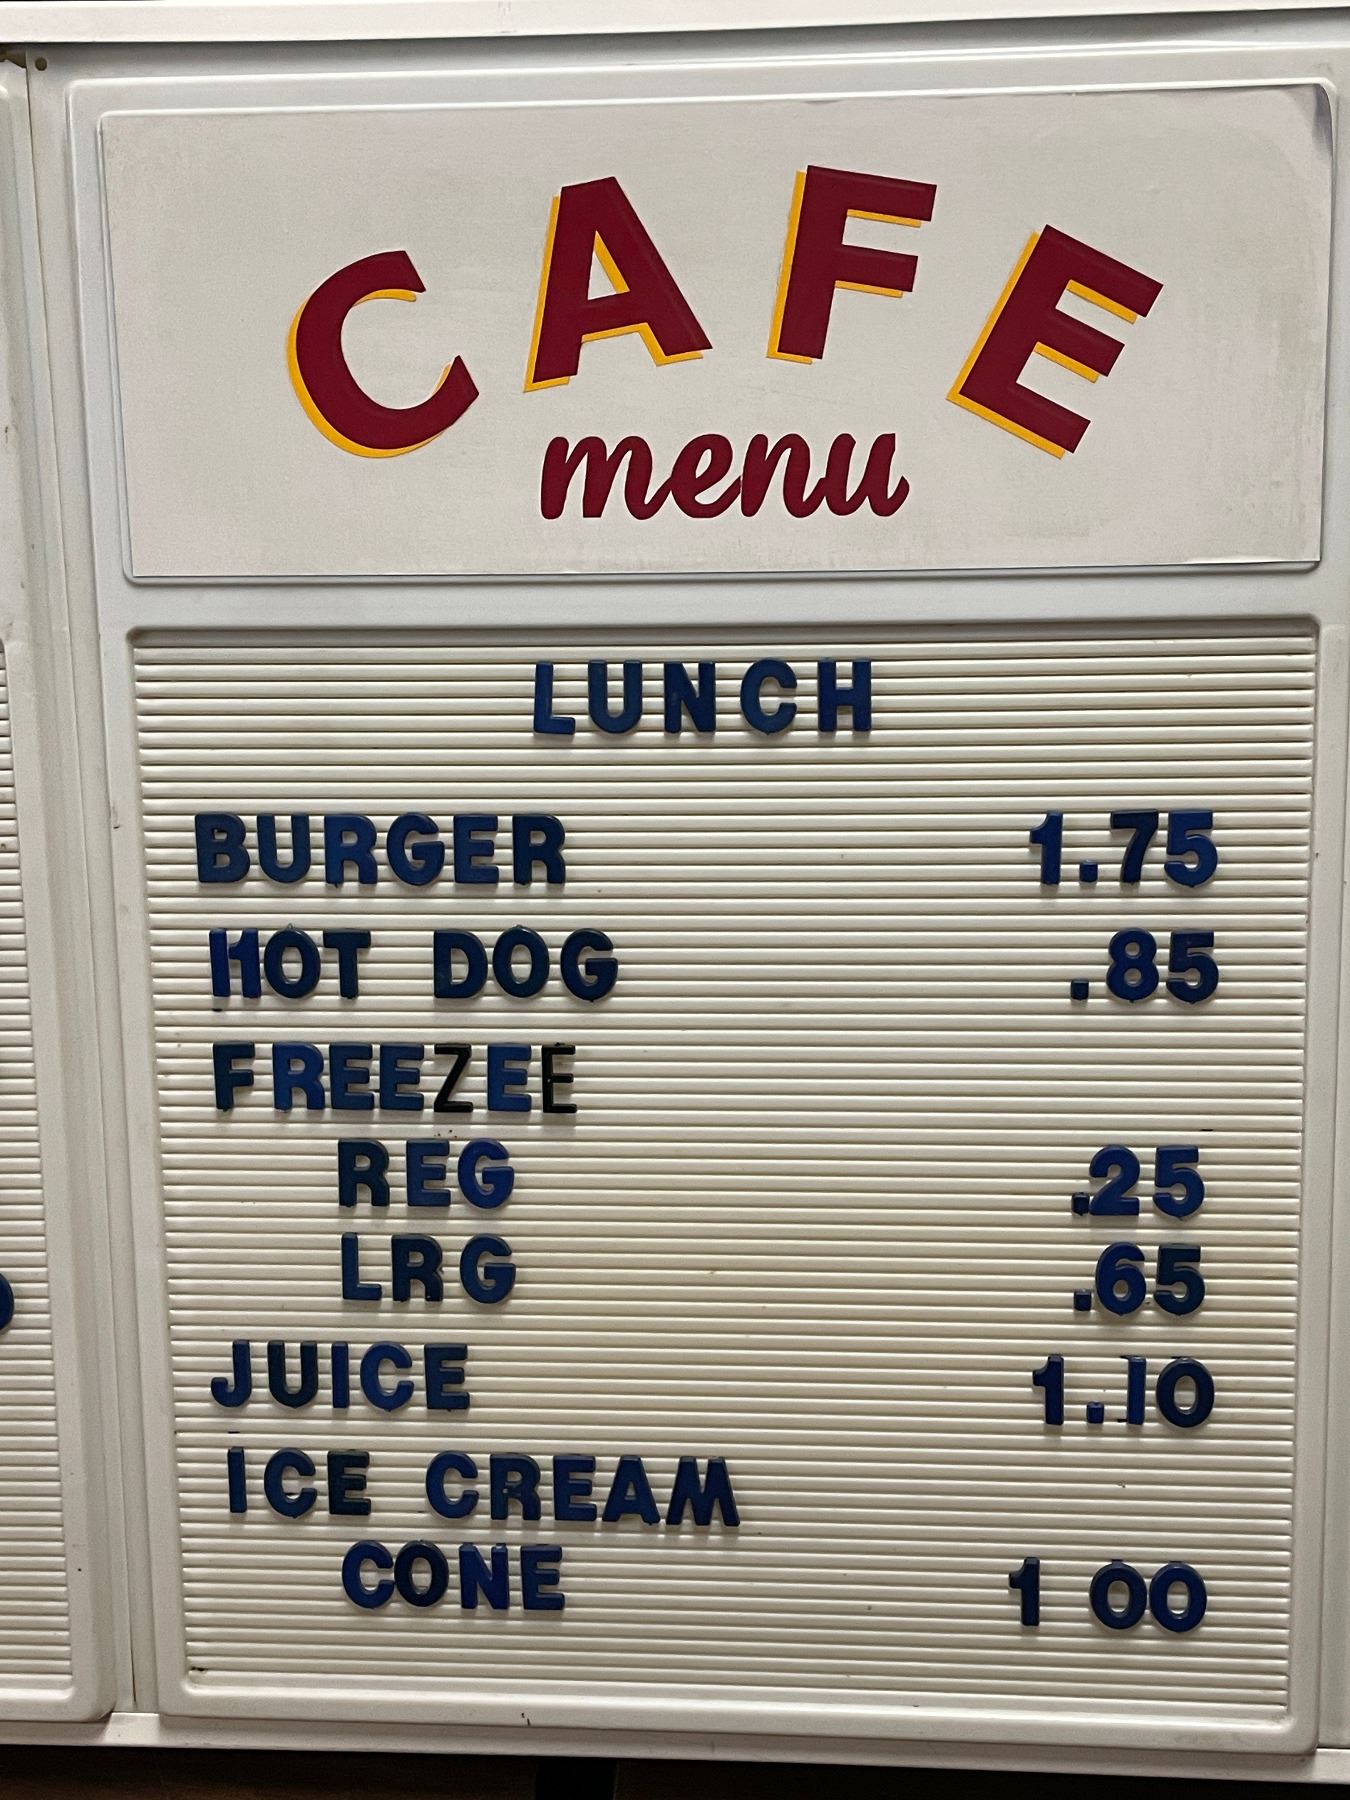 CAFE
menu
LUNCH
BURGER 1.75
HOT DOG .85
FREEZEE
REG .25
LRG .65
JUICE 1.10
ICE CREAM
CONE 1 00